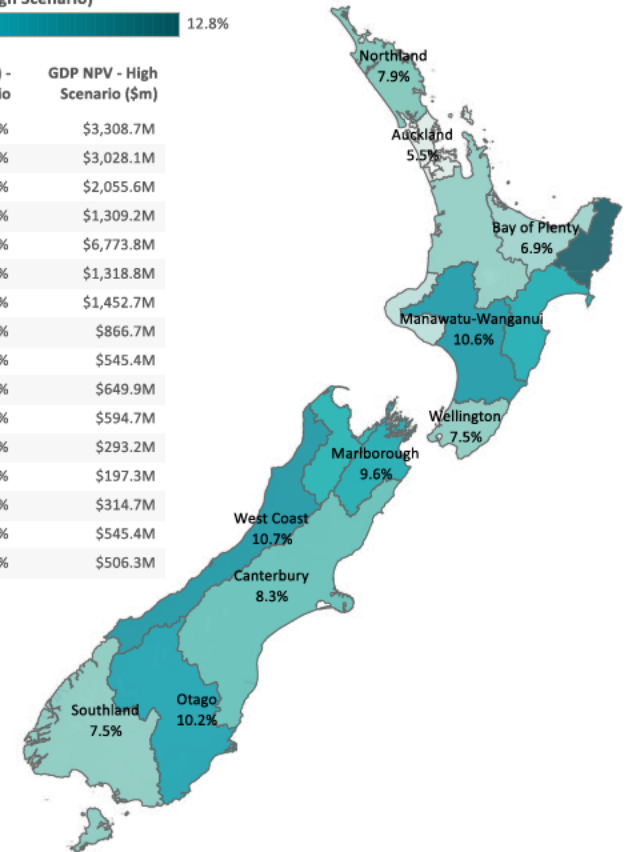 gh Scenario)
12.8%
) - GDP NPV - High
io Scenario ($m)
% $3,308.7M
% $3,028.1M
% $2,055.6M
% $1,309.2M
% $6,773.8M
% $1,318.8M
% $1,452.7M
% $866.7M
% $545.4M
% $649.9M
% $594.7M
% $293.2M
% $197.3M
% $314.7M
% $545.4M
% $506.3M
Northland
7.9%
Auckland
5.5%
Bay of Plenty
6.9%
Manawatu-Wanganui
10.6%
Wellington
7.5%
Marlborough
9.6%
West Coast
10.7%
Canterbury
8.3%
Otago
10.2%
Southland
7.5%